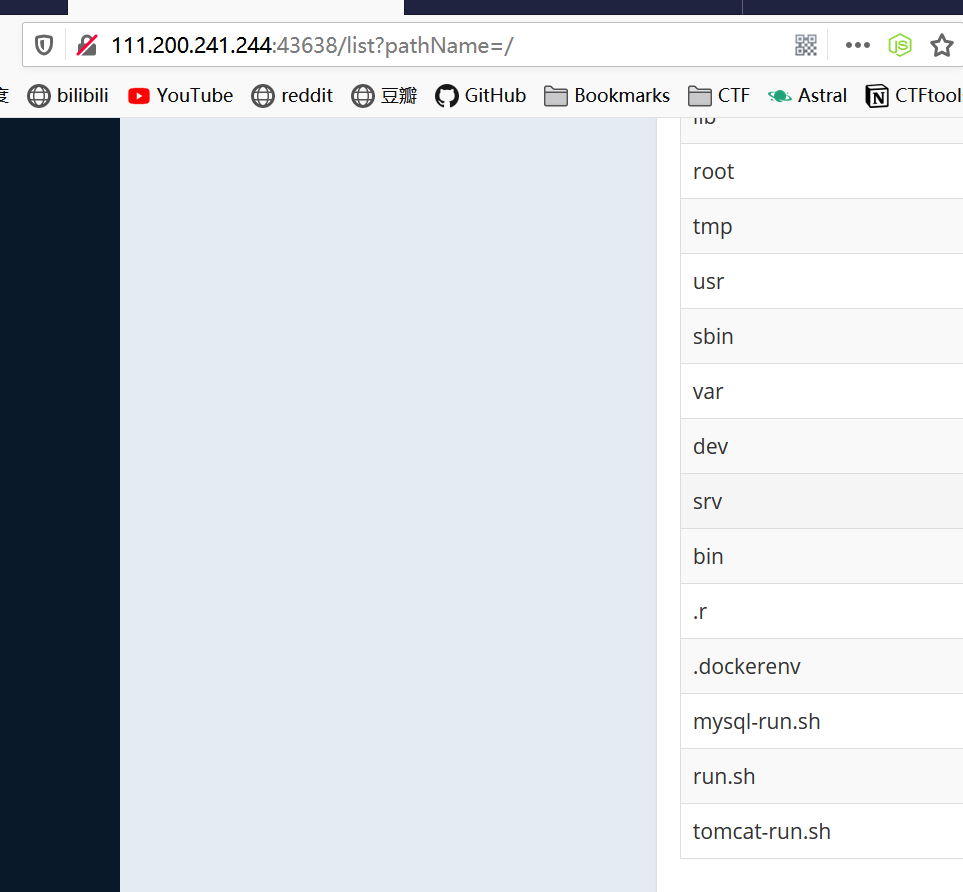 111.200.241.244:43638/list?pathName=/
bilibili YouTube reddit 豆瓣 GitHub Bookmarks CTF Astral CTFtool
lib
root
tmp
usr
sbin
var
dev
srv
bin
.r
.dockerenv
mysql-run.sh
run.sh
tomcat-run.sh